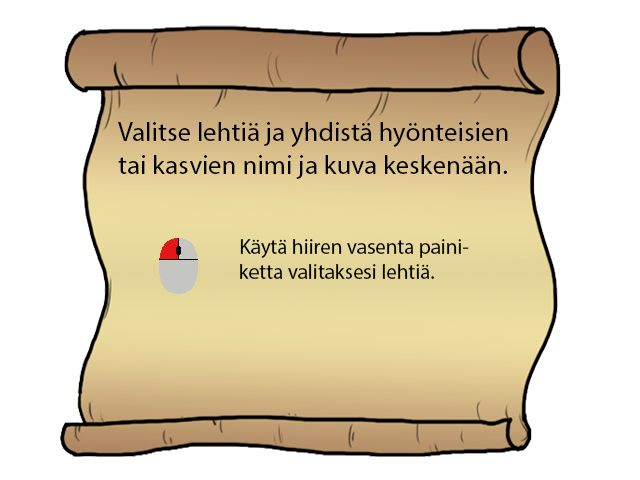 Valitse lehtiä ja yhdistä hyönteisien
tai kasvien nimi ja kuva keskenään.
Käytä hiiren vasenta paini-
ketta valitaksesi lehtiä.